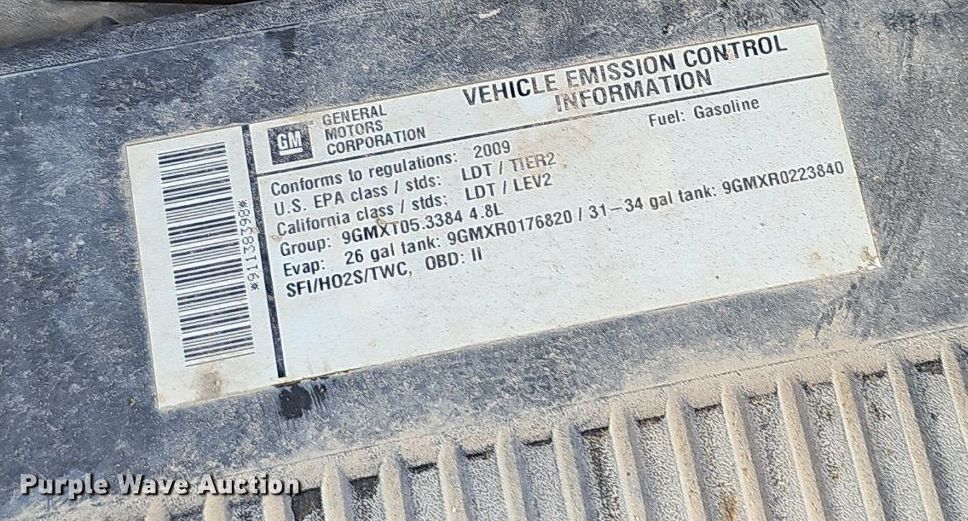 VEHICLE EMISSION CONTROL
INFORMATION
GM
GENERAL
MOTORS
CORPORATION
Fuel: Gasoline
Conforms to regulations: 2009
U.S. EPA class / stds: LDT / TIER2
California class / stds: LDT / LEV2
Group: 9GMXT05.3384 4.8L
Evap: 26 gal tank: 9GMXR0176820 / 31-34 gal tank: 9GMXR0223840
SFI/HO2S/TWC, OBD: II
*91138398*
Purple Wave Auction